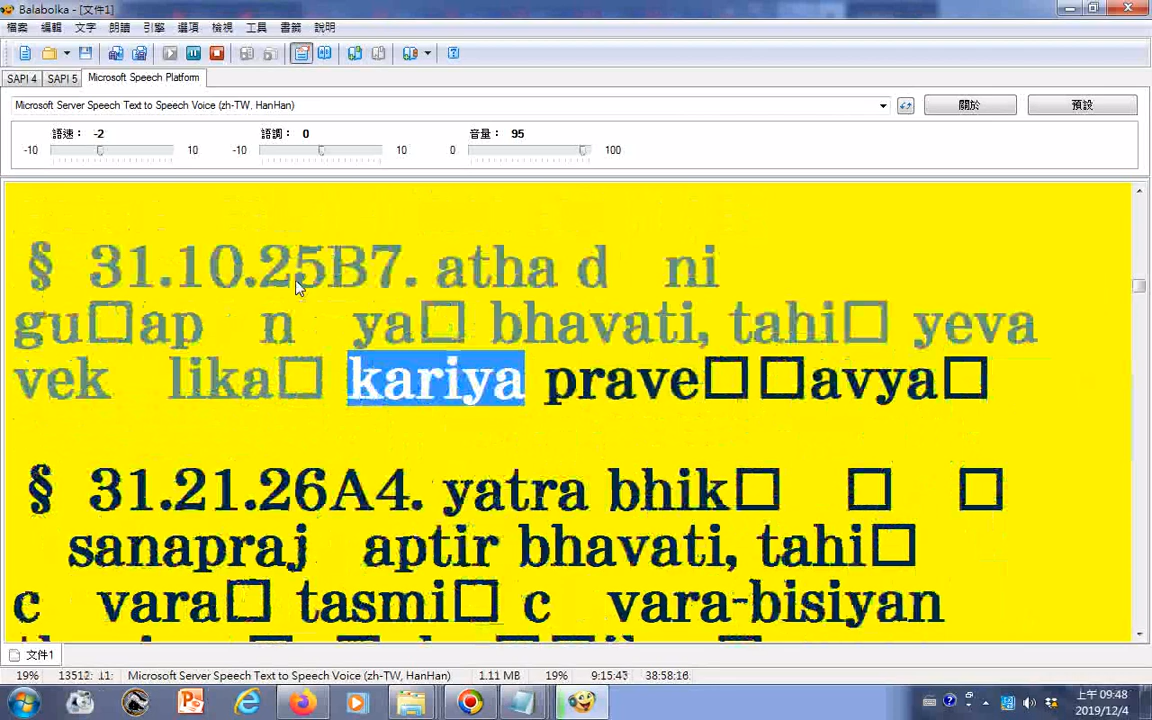 Balabolka - [文件1]
檔案 編輯 文字 朗讀 引擎 選項 檢視 工具 書籤 說明
SAPI 4 SAPI 5 Microsoft Speech Platform
Microsoft Server Speech Text to Speech Voice (zh-TW, HanHan) 關於 預設
語速： -2 語調： 0 音量： 95
-10 10 -10 10 0 100
§ 31.10.25B7. atha d ni
gu□ap n ya□ bhavati, tahi□ yeva
vek lika□ kariya prave□□avya□
§ 31.21.26A4. yatra bhik□ □ □
sanapraj aptir bhavati, tahi□
c vara□ tasmi□ c vara-bisiyan
文件1
19% 13512: 11: Microsoft Server Speech Text to Speech Voice (zh-TW, HanHan) 1.11 MB 19% 9:15:43 38:58:16
上午 09:48
2019/12/4